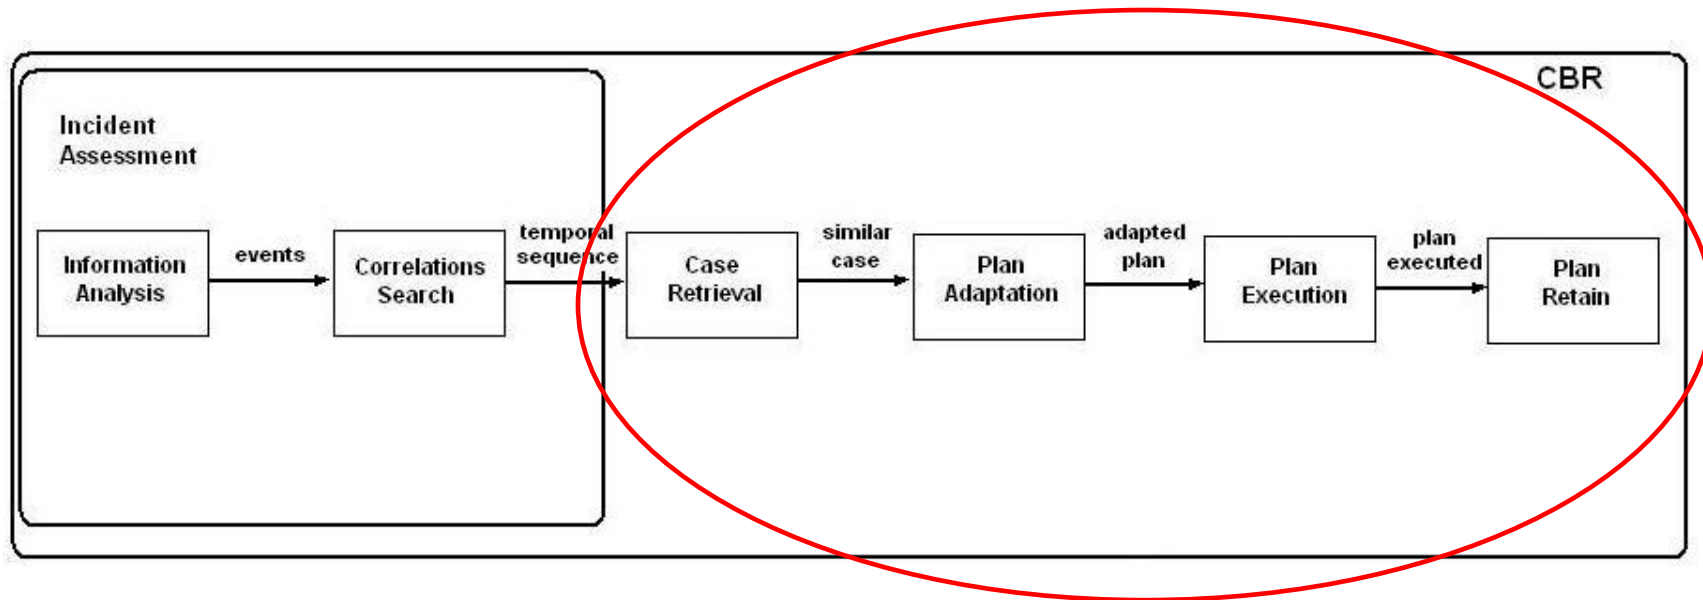 CBR
Incident
Assessment
Information
Analysis
events
Correlations
Search
temporal
sequence
Case
Retrieval
similar
case
Plan
Adaptation
adapted
plan
Plan
Execution
plan
executed
Plan
Retain